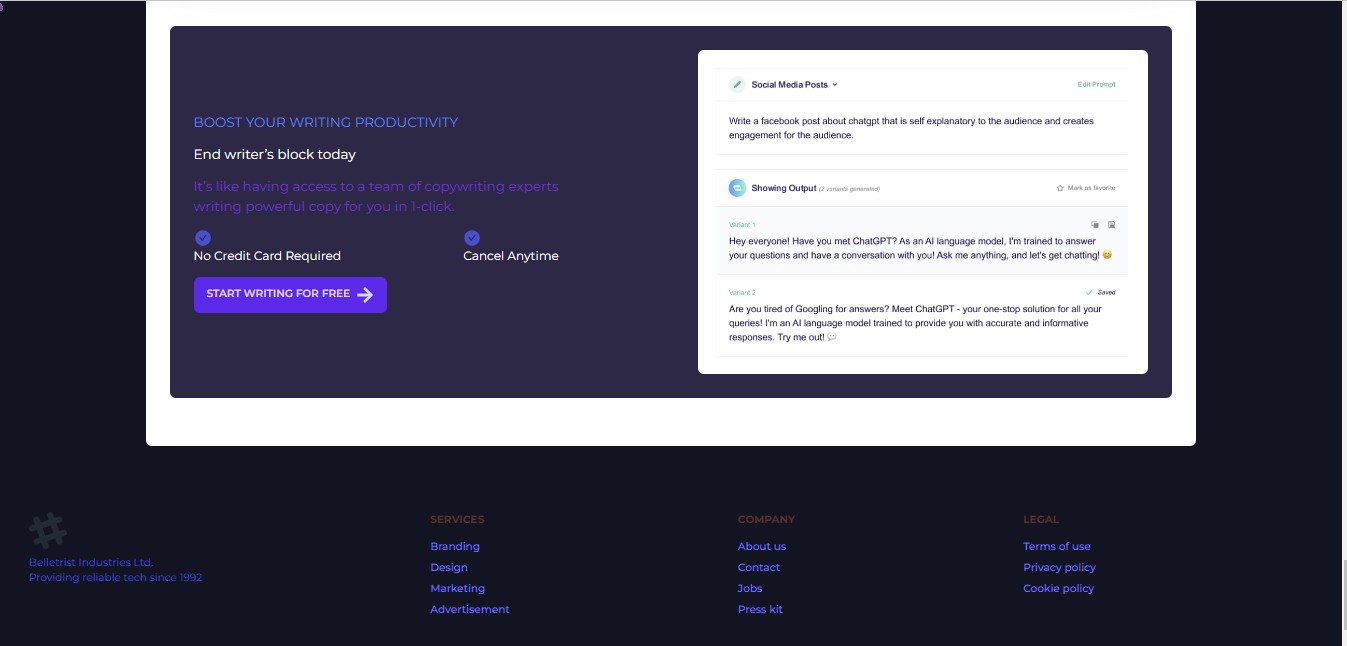 BOOST YOUR WRITING PRODUCTIVITY
End writer's block today
It's like having access to a team of copywriting experts
writing powerful copy for you in 1-click.
No Credit Card Required
Cancel Anytime
START WRITING FOR FREE
Social Media Posts
Edit Prompt
Write a facebook post about chatgpt that is self explanatory to the audience and creates
engagement for the audience.
Showing Output (2 variants generated)
Mark as favorite
Variant 1
Hey everyone! Have you met ChatGPT? As an AI language model, I'm trained to answer
your questions and have a conversation with you! Ask me anything, and let's get chatting! 😄
Variant 2
Saved
Are you tired of Googling for answers? Meet ChatGPT - your one-stop solution for all your
queries! I'm an AI language model trained to provide you with accurate and informative
responses. Try me out! 💬
Belletrist Industries Ltd.
Providing reliable tech since 1992
SERVICES
Branding
Design
Marketing
Advertisement
COMPANY
About us
Contact
Jobs
Press kit
LEGAL
Terms of use
Privacy policy
Cookie policy